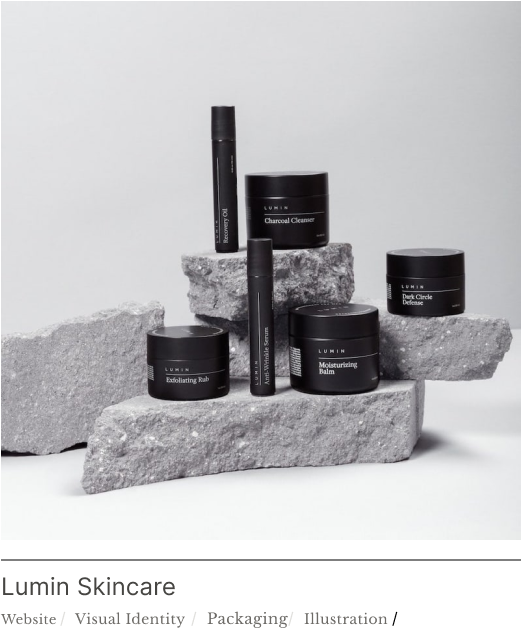 LUMIN
Recovery Oil
LUMIN
Charcoal Cleanser
LUMIN
Dark Circle
Defense
LUMIN
Anti-Wrinkle Serum
LUMIN
Moisturizing
Balm
LUMIN
Exfoliating Rub
Lumin Skincare
Website / Visual Identity / Packaging / Illustration /